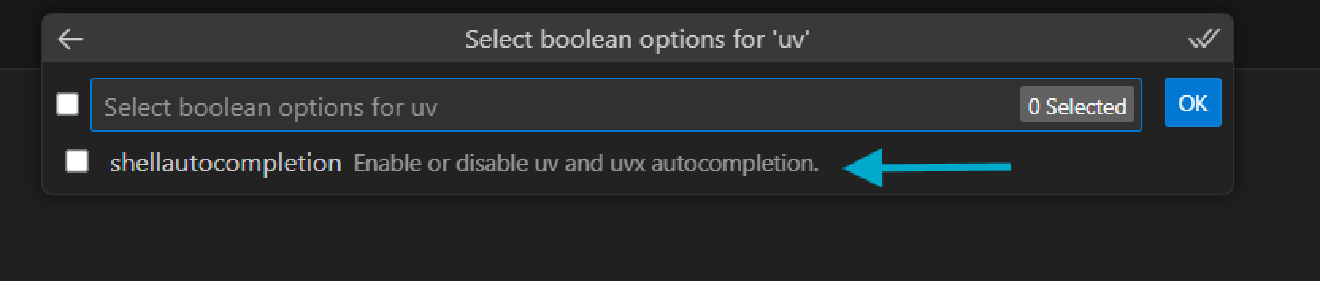 Select boolean options for 'uv'
Select boolean options for uv 0 Selected OK
shellautocompletion Enable or disable uv and uvx autocompletion.